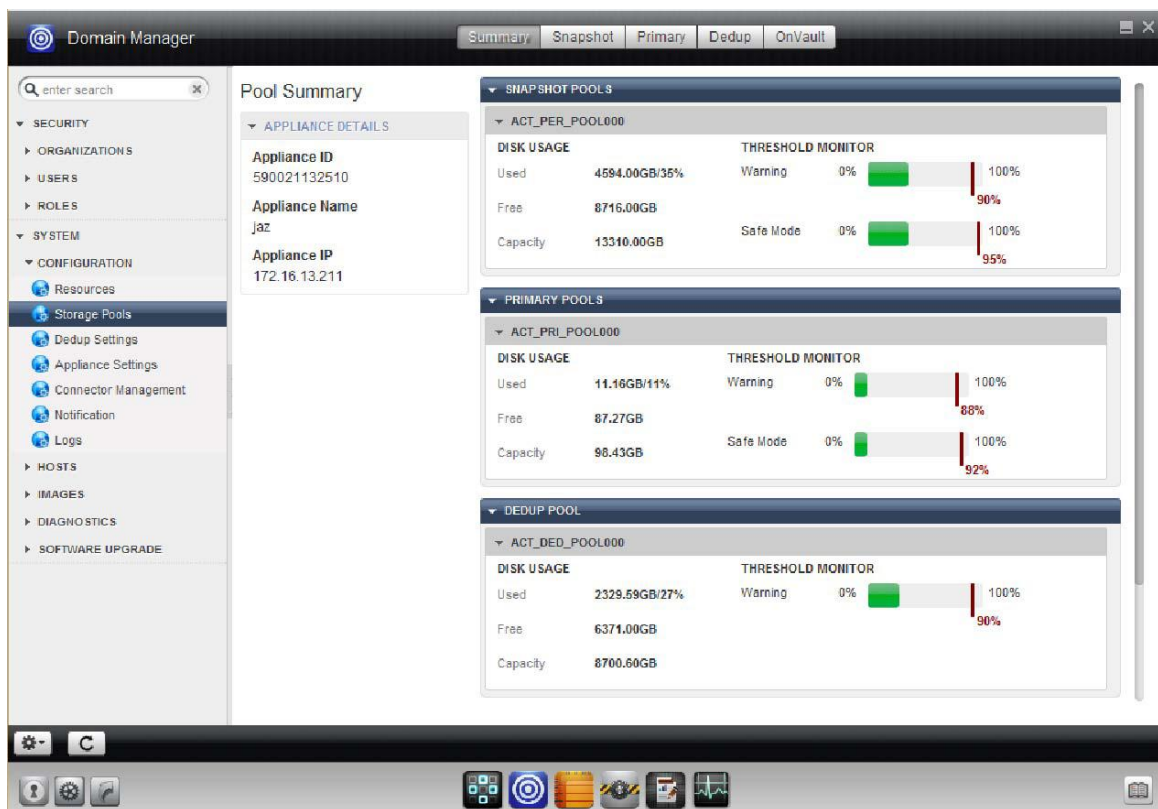 Domain Manager
Summary Snapshot Primary Dedup OnVault
enter search
SECURITY
ORGANIZATIONS
USERS
ROLES
SYSTEM
CONFIGURATION
Resources
Storage Pools
Dedup Settings
Appliance Settings
Connector Management
Notification
Logs
HOSTS
IMAGES
DIAGNOSTICS
SOFTWARE UPGRADE
Pool Summary
APPLIANCE DETAILS
Appliance ID
590021132510
Appliance Name
jaz
Appliance IP
172.16.13.211
SNAPSHOT POOLS
ACT_PER_POOL000
DISK USAGE THRESHOLD MONITOR
Used 4594.00GB/35% Warning 0% 100%
90%
Free 8716.00GB
Safe Mode 0% 100%
Capacity 13310.00GB
95%
PRIMARY POOLS
ACT_PRI_POOL000
DISK USAGE THRESHOLD MONITOR
Used 11.16GB/11% Warning 0% 100%
88%
Free 87.27GB
Safe Mode 0% 100%
Capacity 98.43GB
92%
DEDUP POOL
ACT_DED_POOL000
DISK USAGE THRESHOLD MONITOR
Used 2329.59GB/27% Warning 0% 100%
90%
Free 6371.00GB
Capacity 8700.60GB